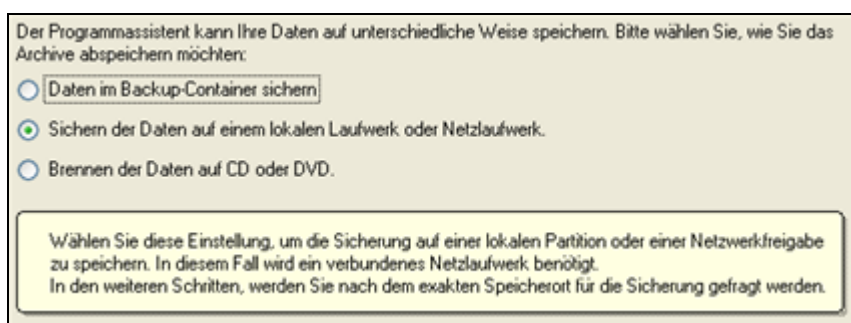 Der Programmassistent kann Ihre Daten auf unterschiedliche Weise speichern. Bitte wählen Sie, wie Sie das
Archive abspeichern möchten:
Daten im Backup-Container sichern
Sichern der Daten auf einem lokalen Laufwerk oder Netzlaufwerk.
Brennen der Daten auf CD oder DVD.
Wählen Sie diese Einstellung, um die Sicherung auf einer lokalen Partition oder einer Netzwerkfreigabe
zu speichern. In diesem Fall wird ein verbundenes Netzlaufwerk benötigt.
In den weiteren Schritten, werden Sie nach dem exakten Speicherort für die Sicherung gefragt werden.